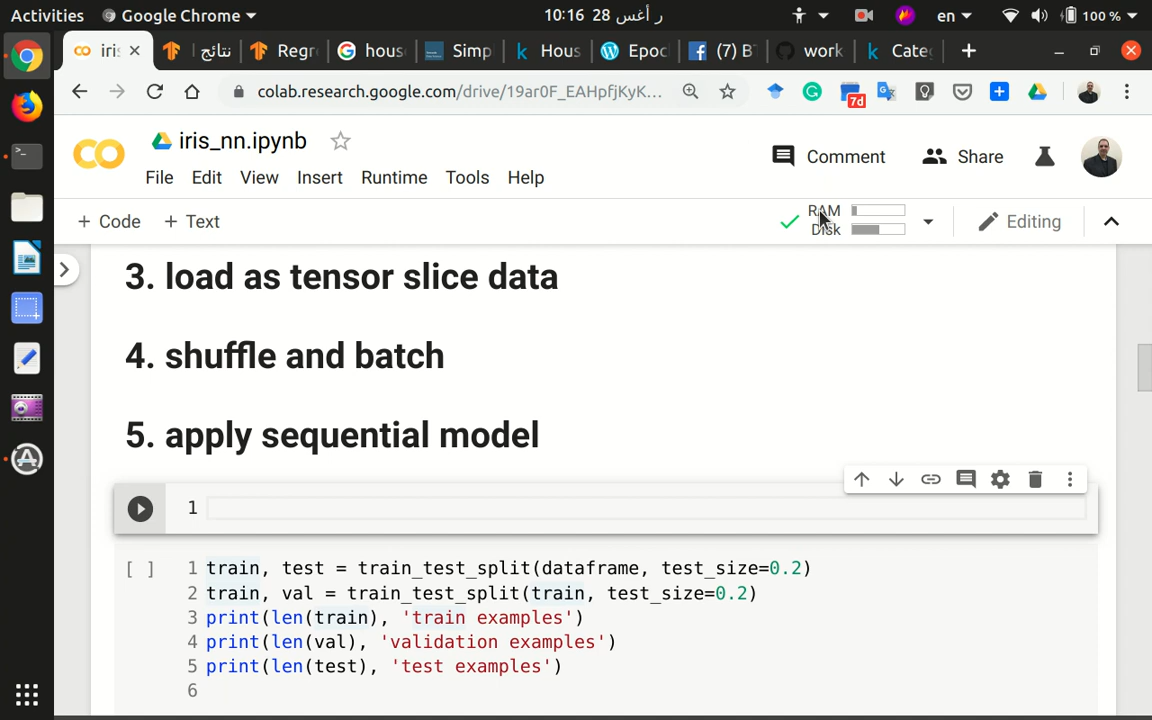 Activities Google Chrome ر أغس 28 10:16 en 100 %
iri نتائج Regr hous Simp Hous Epoc (7) B work Cate
colab.research.google.com/drive/19ar0F_EAHpfjKyK... 7d
iris_nn.ipynb
Comment Share
File Edit View Insert Runtime Tools Help
+ Code + Text RAM Editing
Disk
3. load as tensor slice data
4. shuffle and batch
5. apply sequential model
1
[ ] 1 train, test = train_test_split(dataframe, test_size=0.2)
2 train, val = train_test_split(train, test_size=0.2)
3 print(len(train), 'train examples')
4 print(len(val), 'validation examples')
5 print(len(test), 'test examples')
6